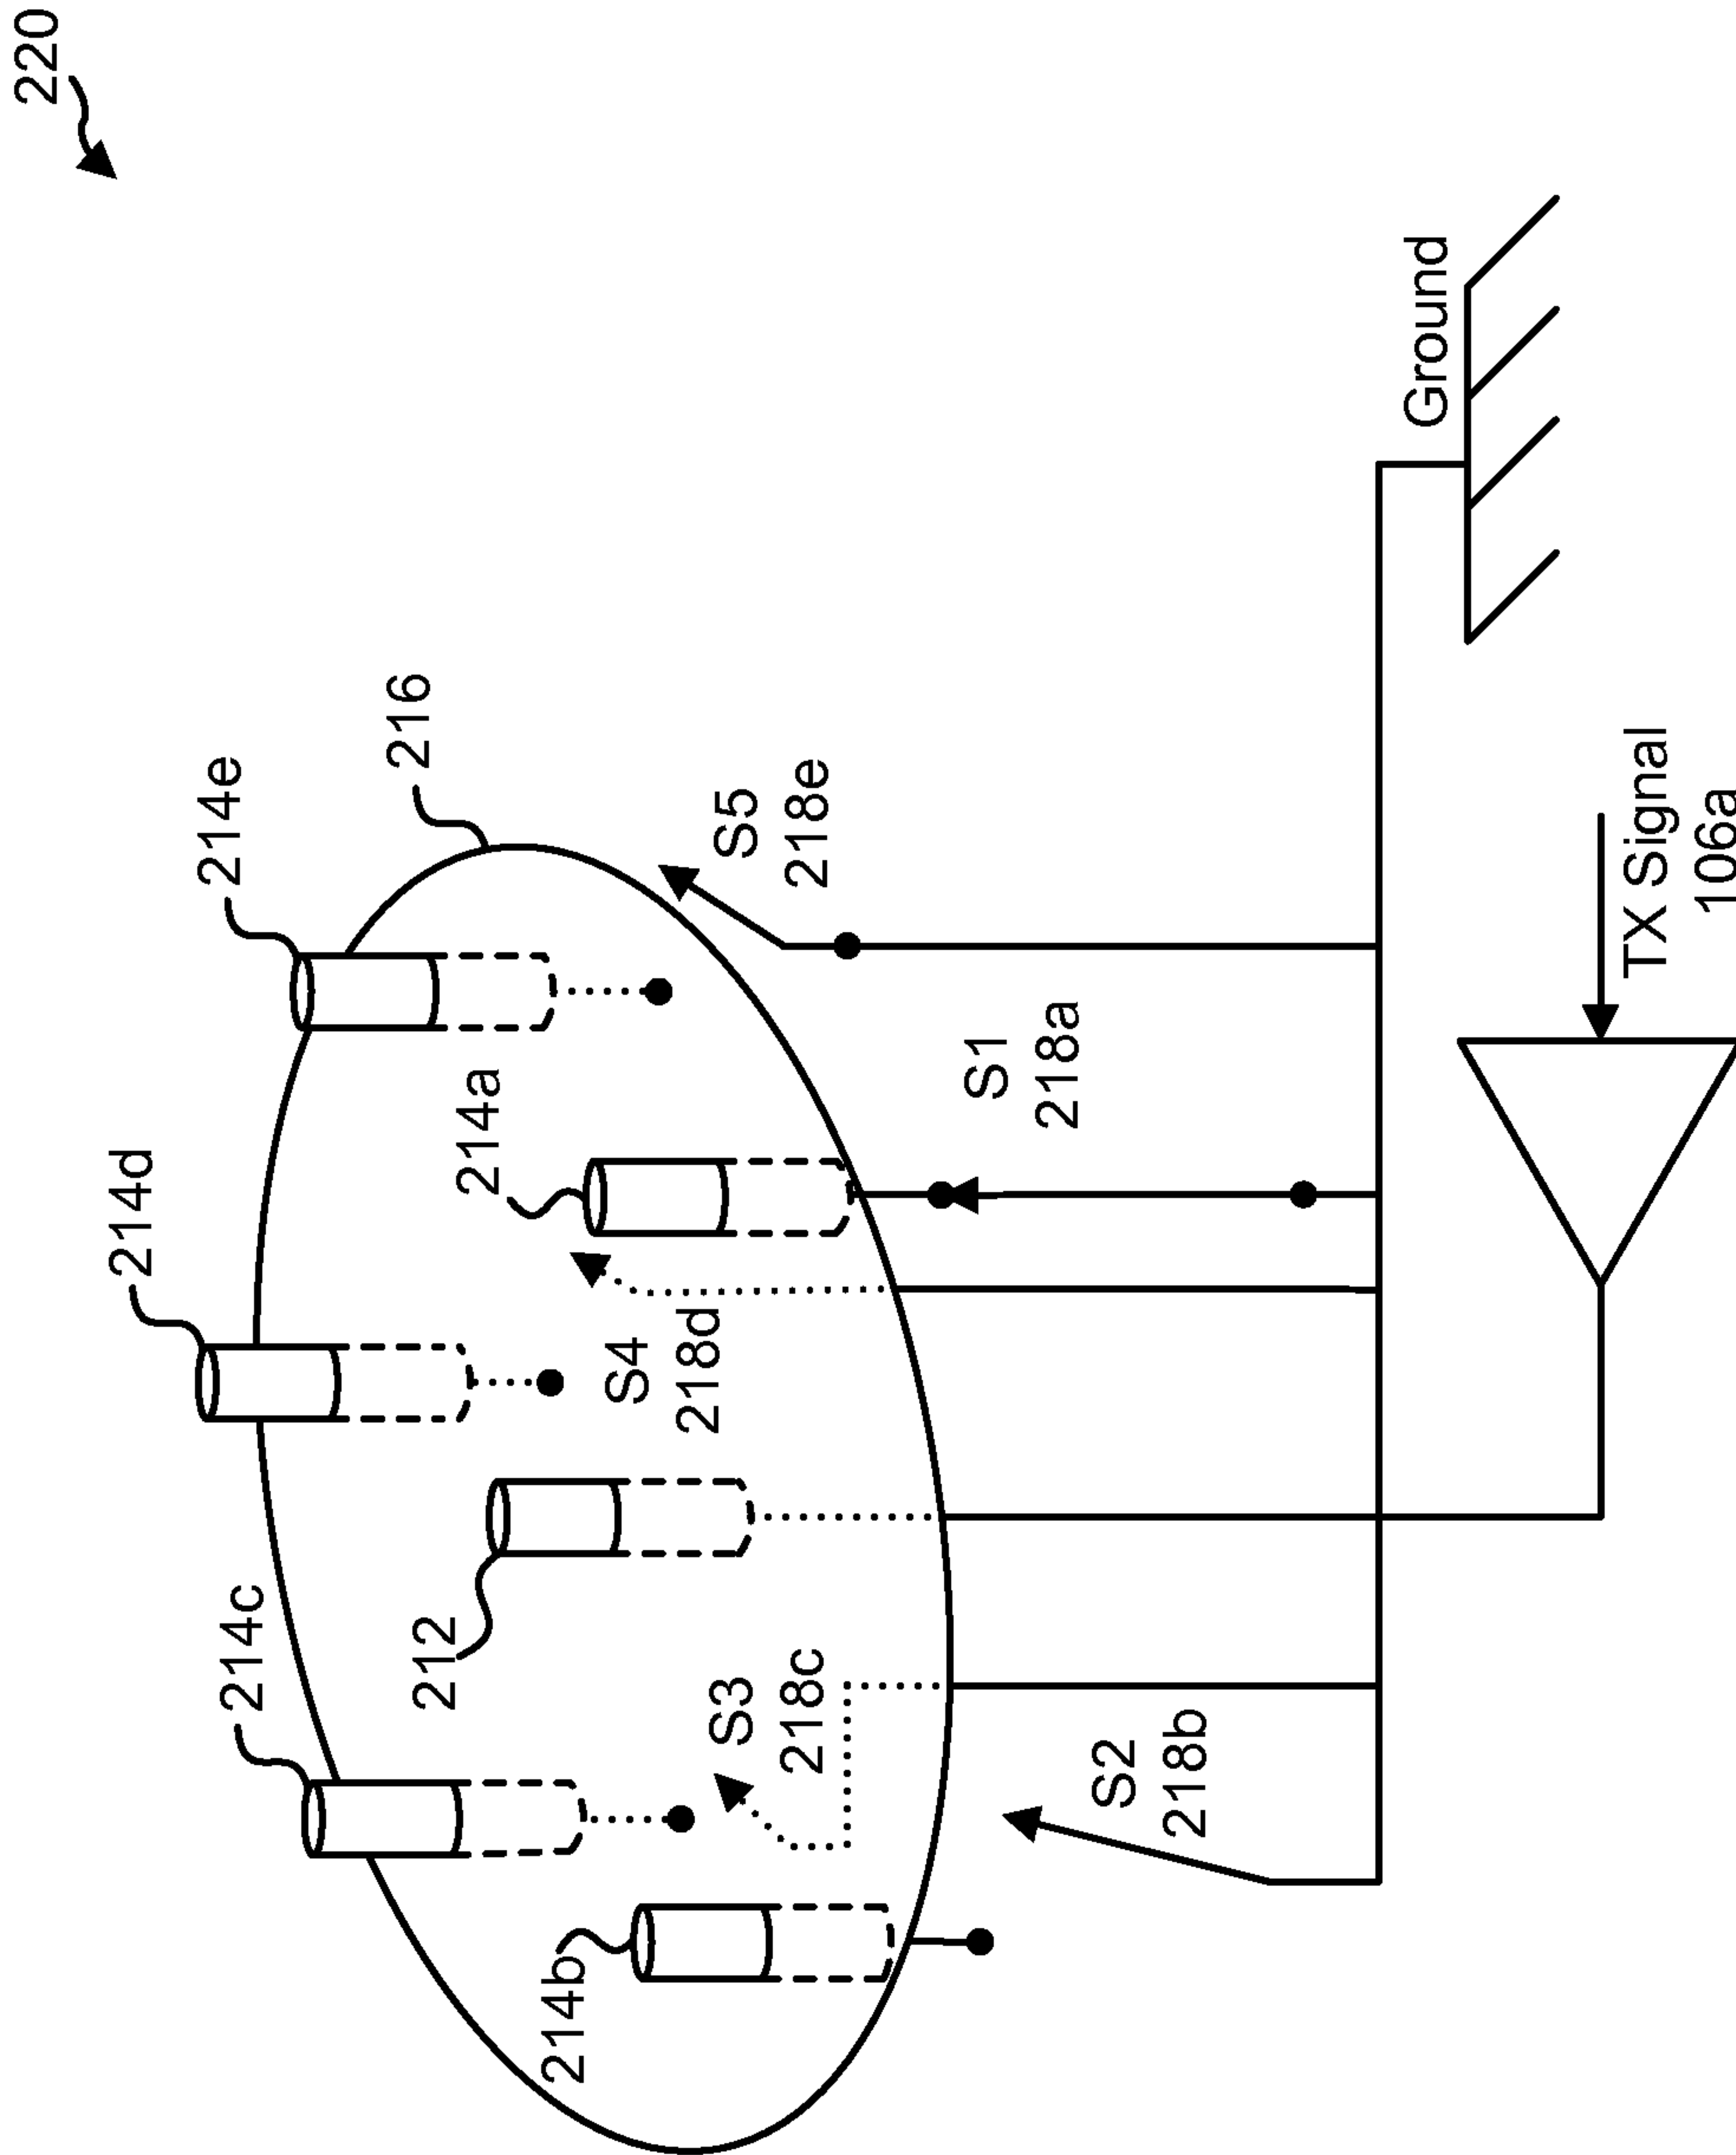 220
214e
216
214d
S5
218e
214a
S1
218a
214c
S4
218d
212
S3
218c
S2
218b
214b
Ground
TX Signal
106a